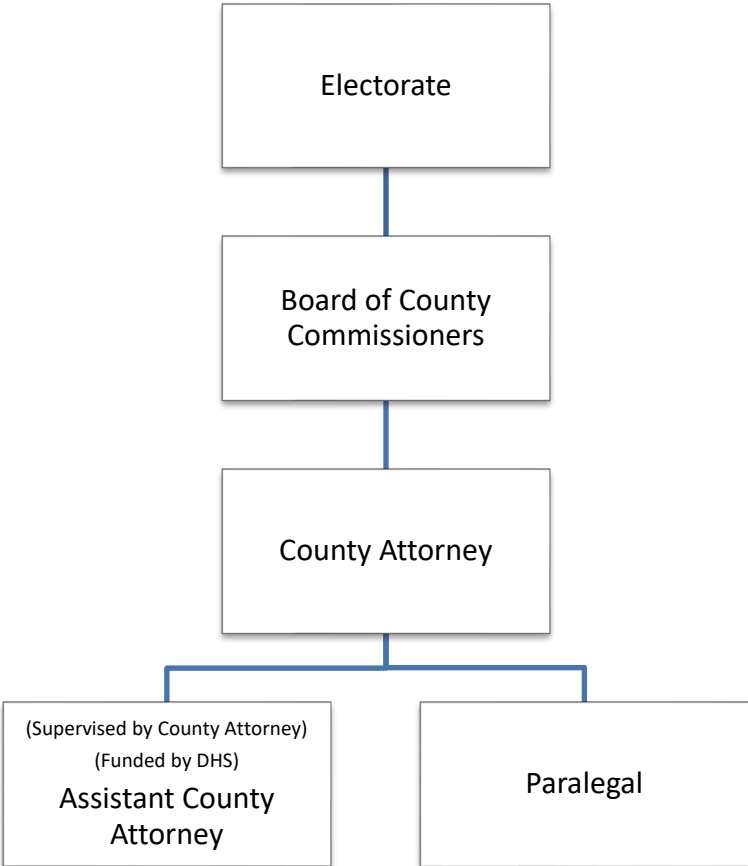 Electorate
Board of County
Commissioners
County Attorney
(Supervised by County Attorney)
(Funded by DHS)
Assistant County
Attorney
Paralegal